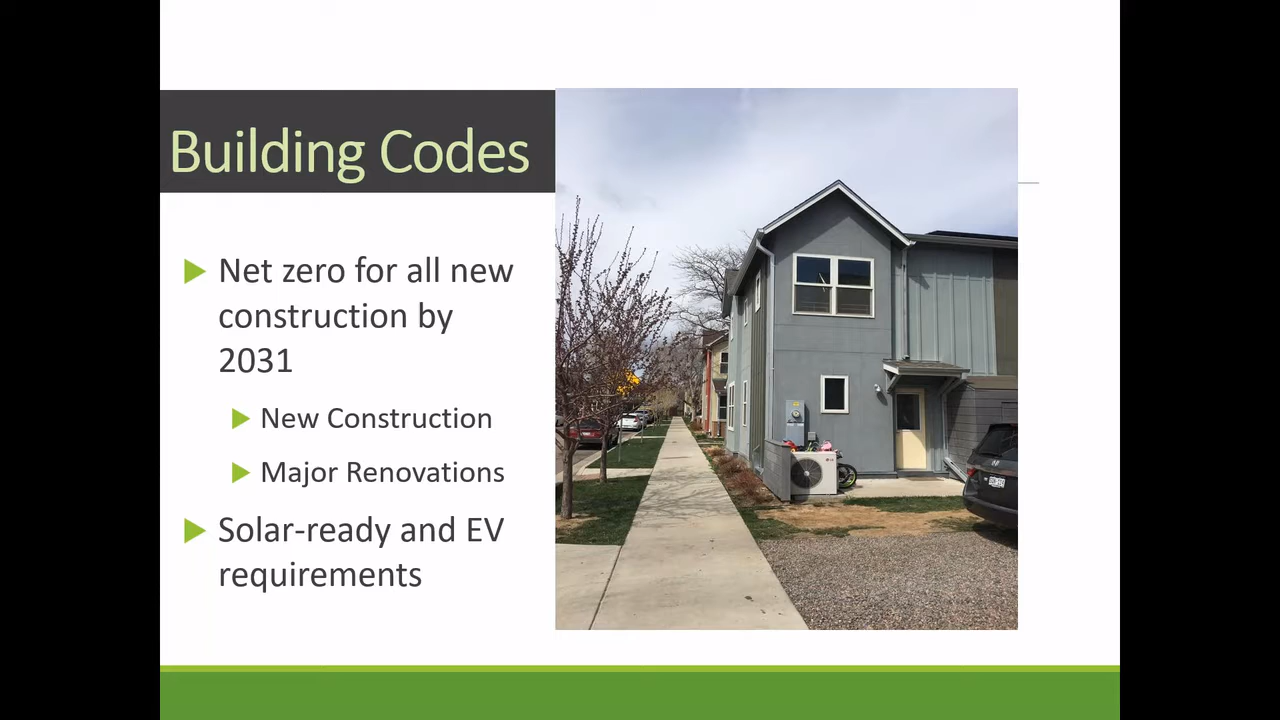 Building Codes
Net zero for all new
construction by
2031
New Construction
Major Renovations
Solar-ready and EV
requirements